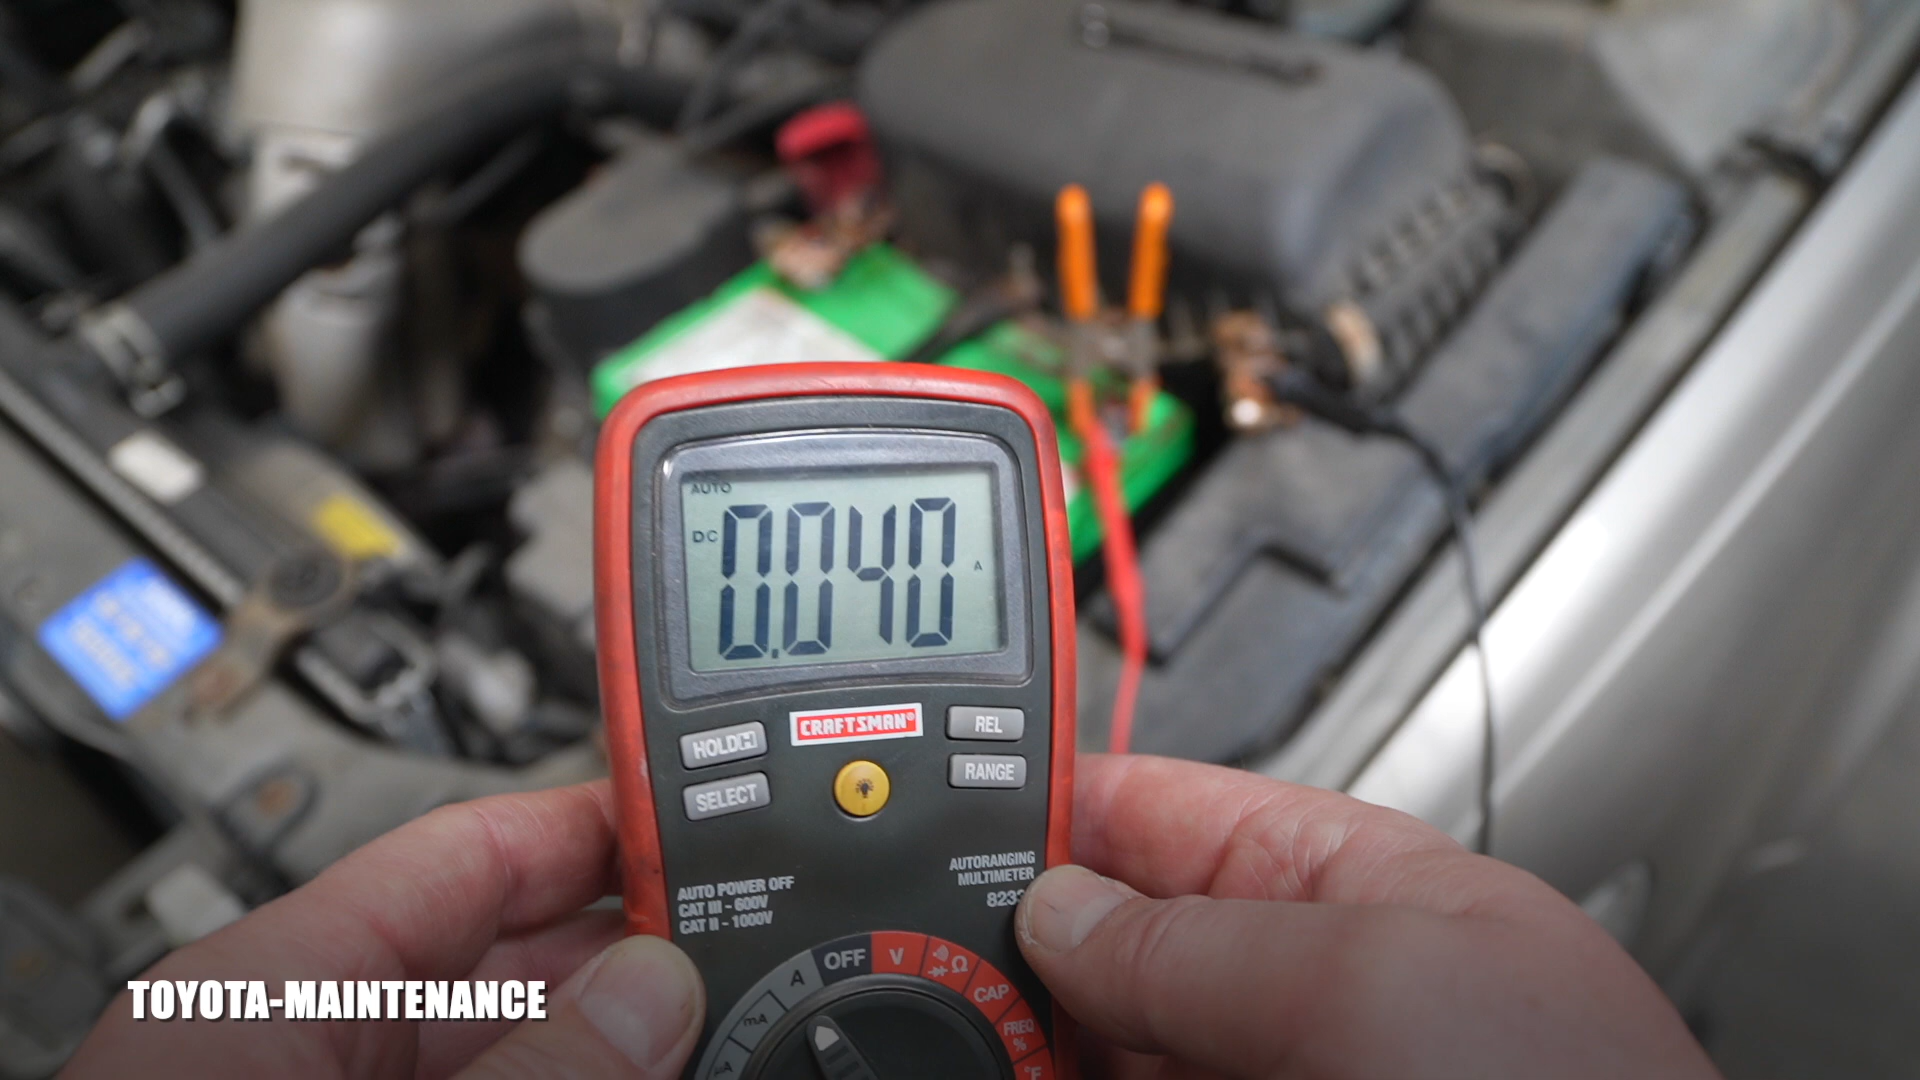 AUTO
DC
0.040
A
HOLD H
CRAFTSMAN®
REL
SELECT
RANGE
AUTORANGING
MULTIMETER
AUTO POWER OFF
CAT III - 600V
CAT II - 1000V
OFF
V
A
Ω
mA
CAP
µA
FREQ
%
°F
TOYOTA-MAINTENANCE